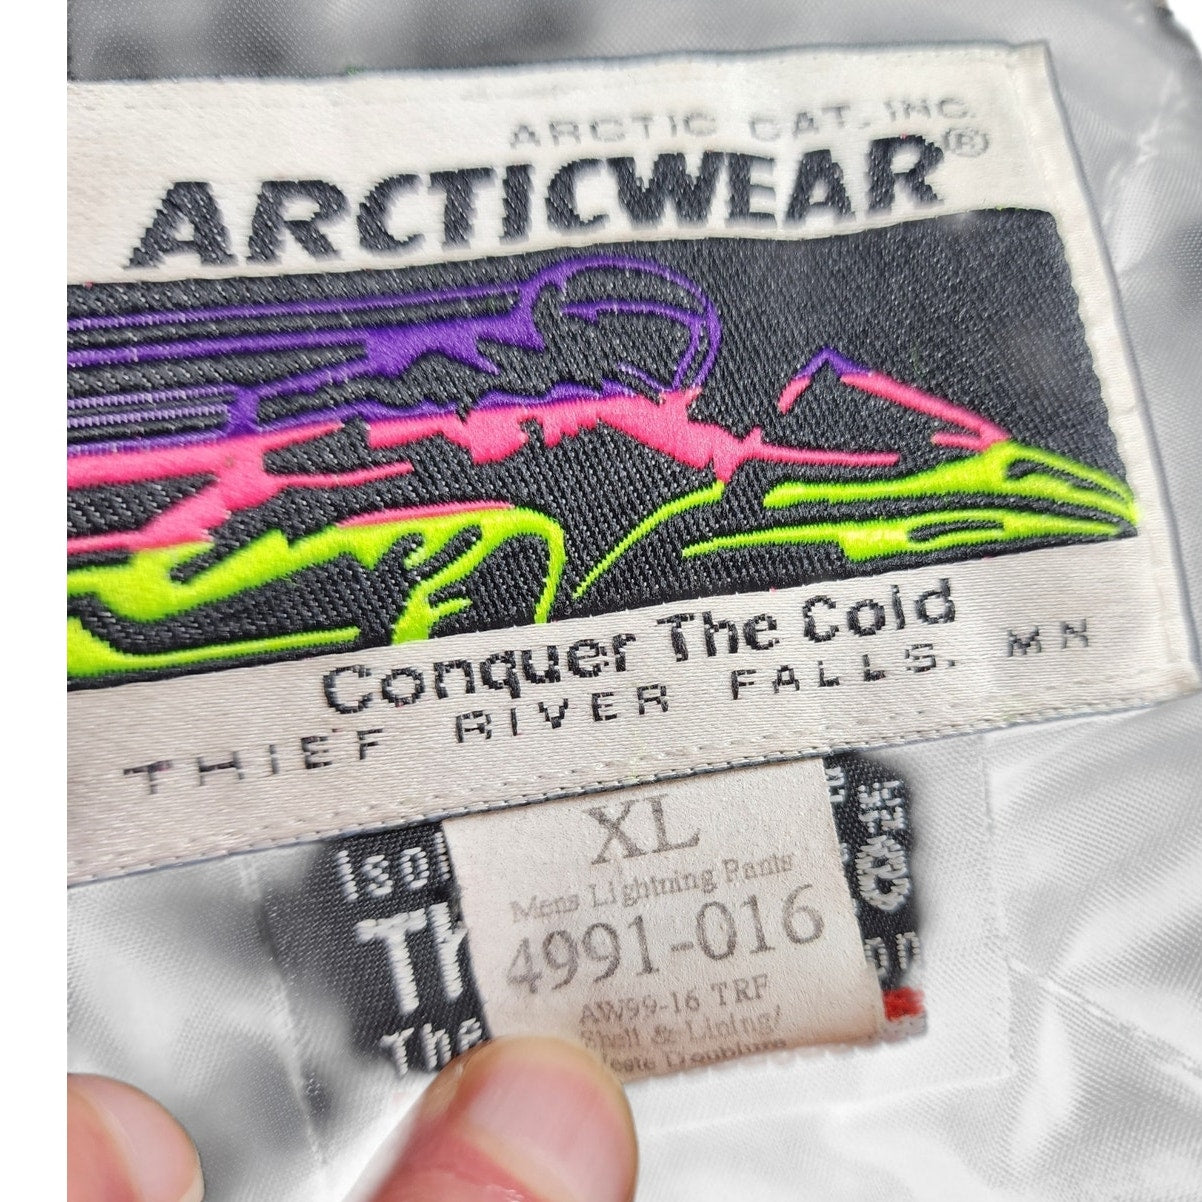 ARCTIC CAT, INC.
ARCTICWEAR®
Conquer The Cold
THIEF RIVER FALLS, MN
XL
Mens Lightning Pants
4991-016
AW99-16 TRF
Shell & Lining/
The